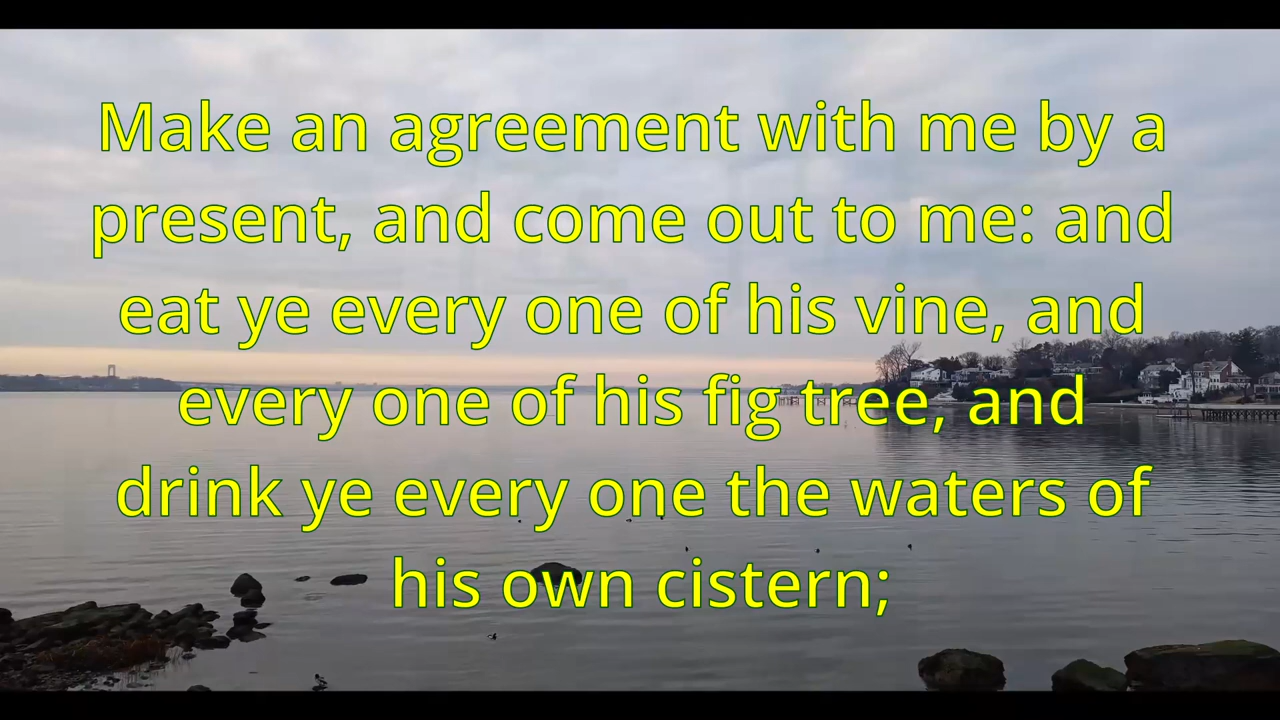 Make an agreement with me by a
present, and come out to me: and
eat ye every one of his vine, and
every one of his fig tree, and
drink ye every one the waters of
his own cistern;